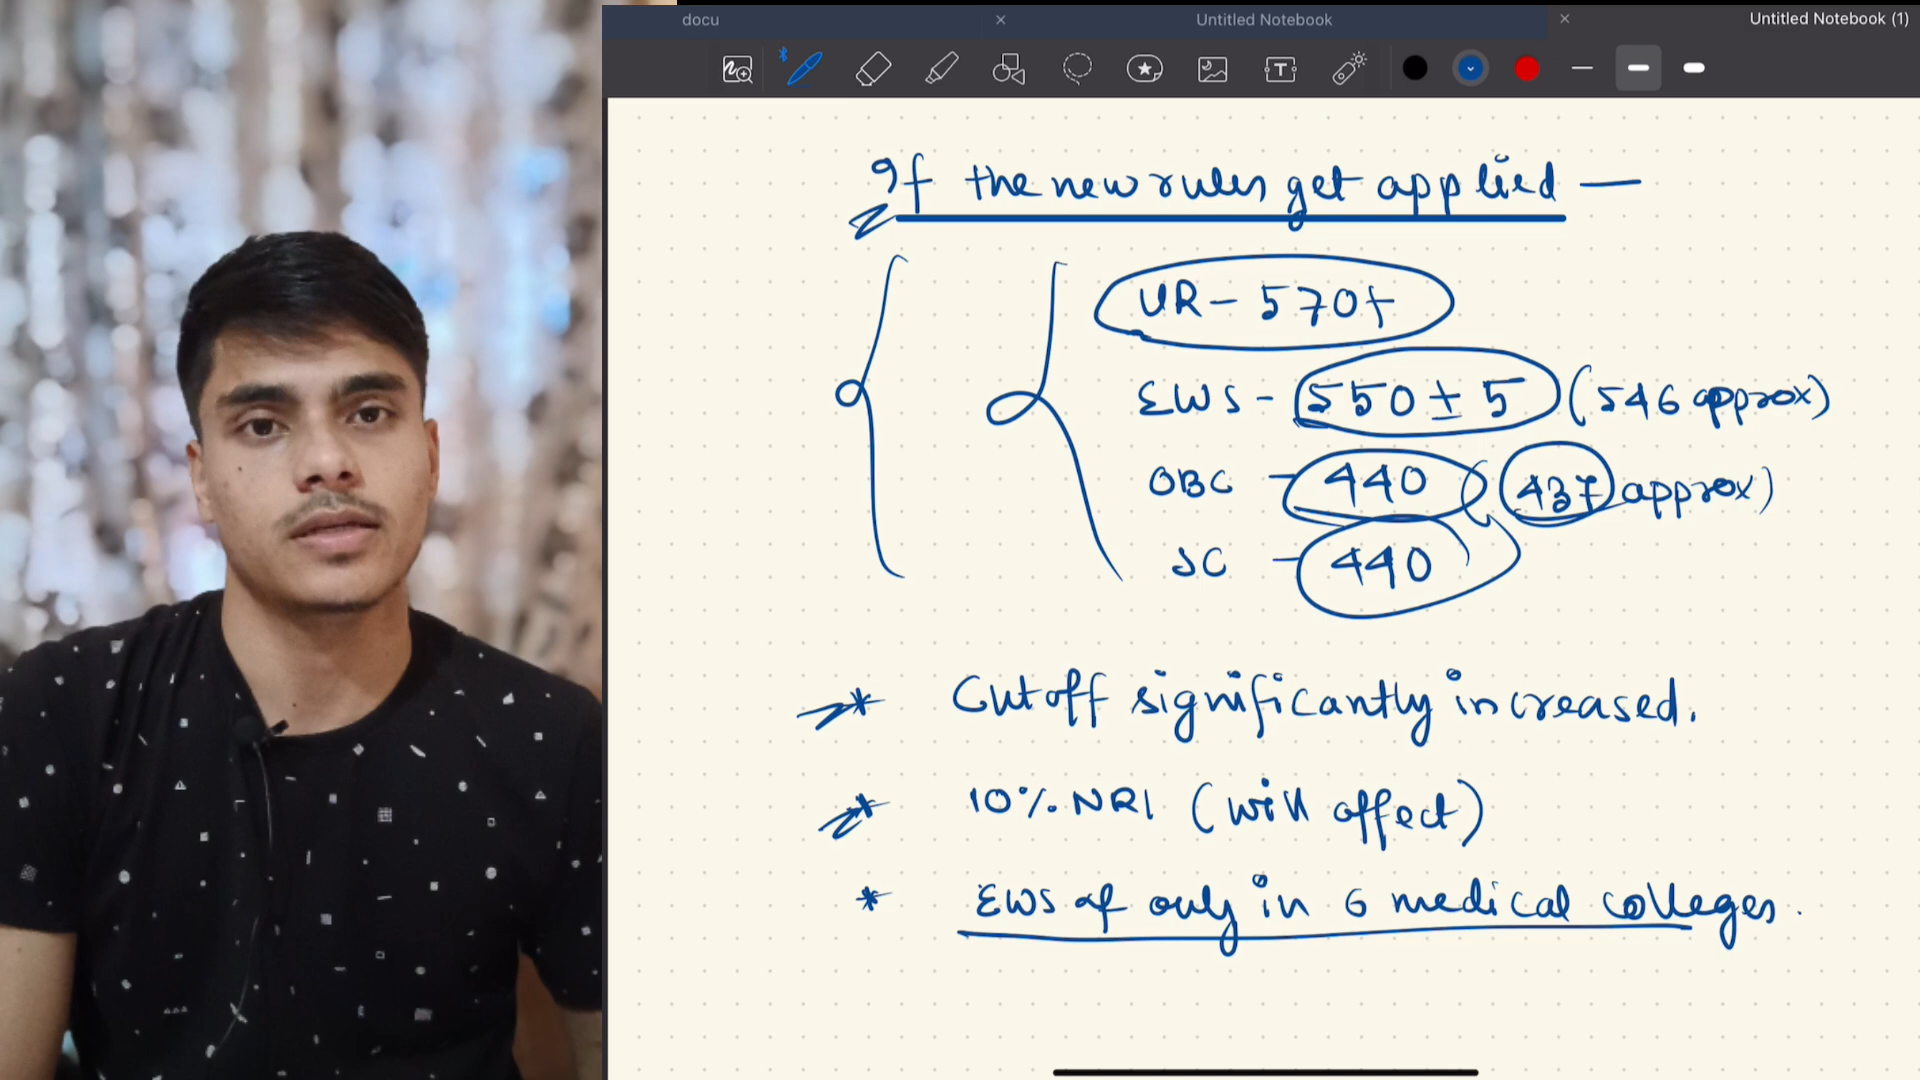 docu
Untitled Notebook
Untitled Notebook (1)
If the new rules get applied —
UR - 570+
EWS - 550 ± 5 (546 approx)
OBC - 440 (437 approx)
SC - 440
* Cutoff significantly increased.
* 10% NRI (will affect)
* EWS of only in 6 medical colleges.